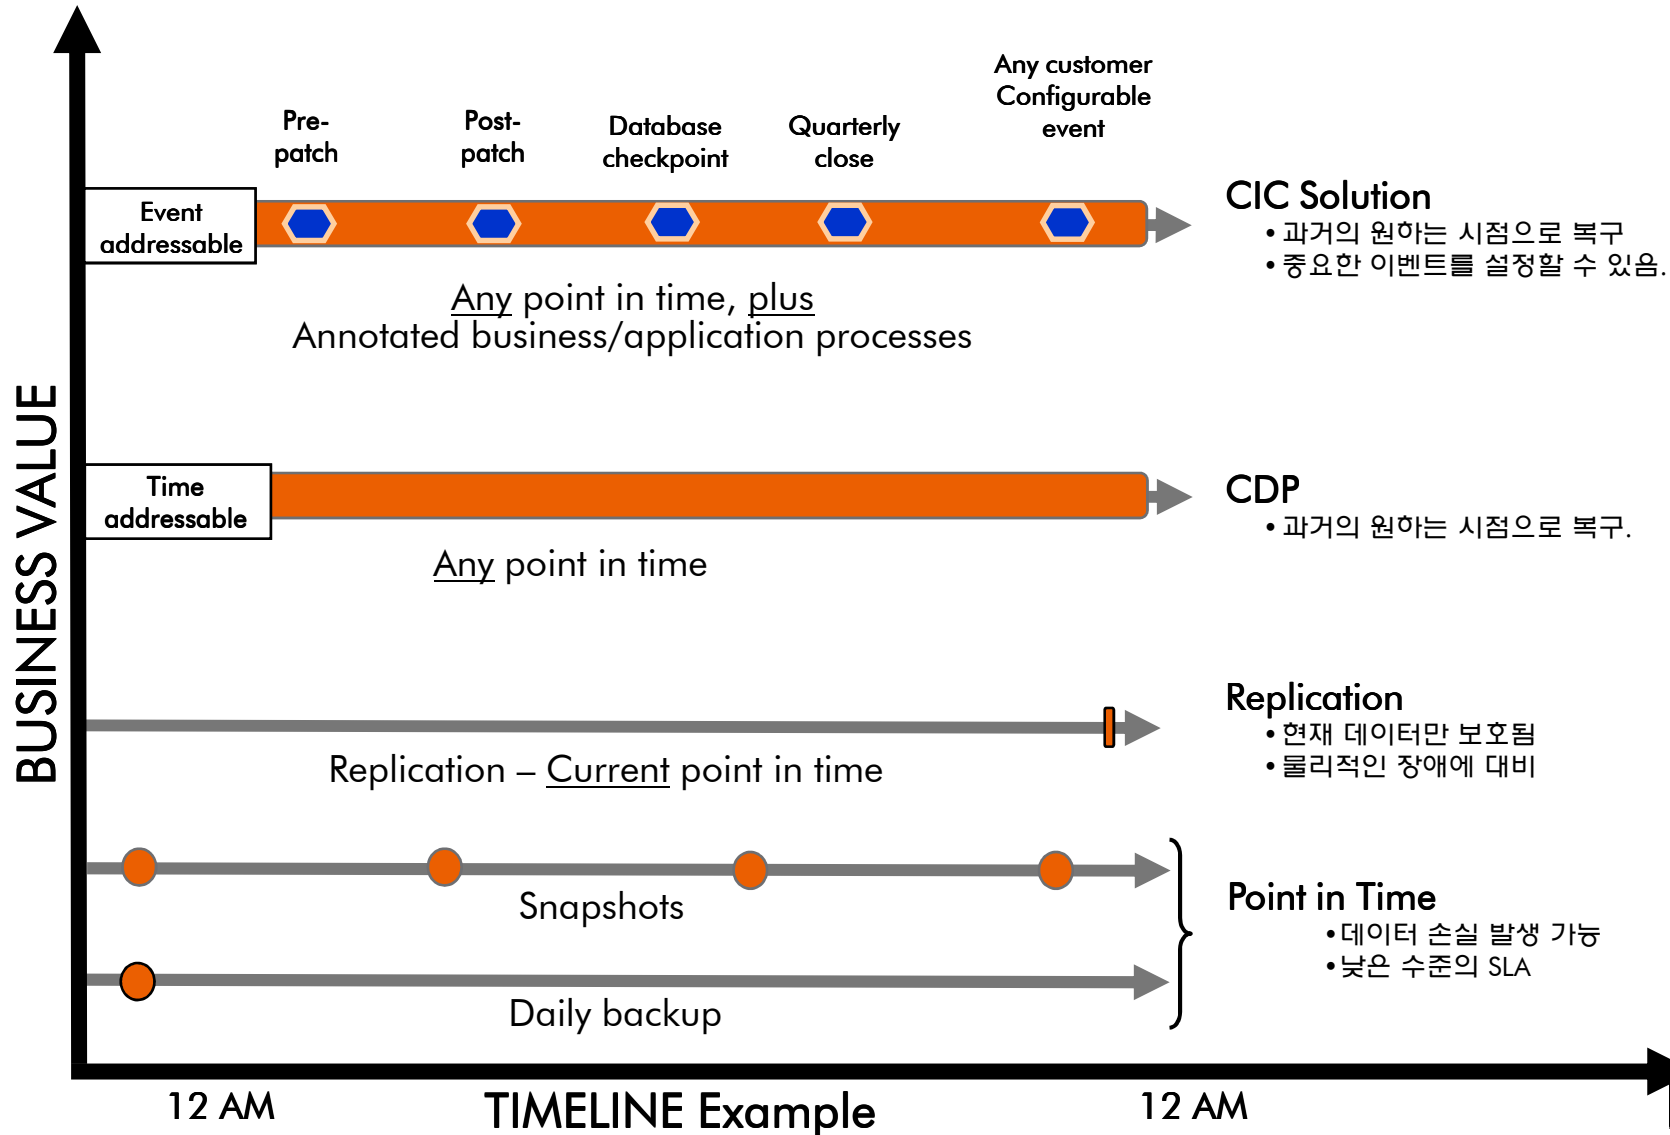 Any customer
Configurable
event
Pre-
patch
Post-
patch
Database
checkpoint
Quarterly
close
Event
addressable
CIC Solution
• 과거의 원하는 시점으로 복구
• 중요한 이벤트를 설정할 수 있음.
Any point in time, plus
Annotated business/application processes
BUSINESS VALUE
Time
addressable
CDP
• 과거의 원하는 시점으로 복구.
Any point in time
Replication
• 현재 데이터만 보호됨
• 물리적인 장애에 대비
Replication – Current point in time
Snapshots
Point in Time
• 데이터 손실 발생 가능
• 낮은 수준의 SLA
Daily backup
12 AM
TIMELINE Example
12 AM